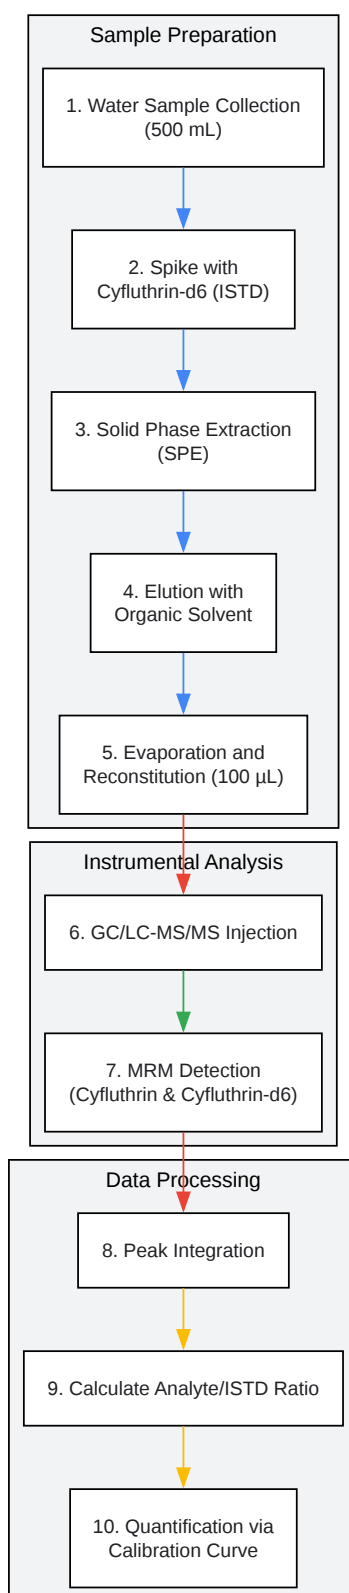 Sample Preparation
1. Water Sample Collection
(500 mL)
2. Spike with
Cyfluthrin-d6 (ISTD)
3. Solid Phase Extraction
(SPE)
4. Elution with
Organic Solvent
5. Evaporation and
Reconstitution (100 µL)
Instrumental Analysis
6. GC/LC-MS/MS Injection
7. MRM Detection
(Cyfluthrin & Cyfluthrin-d6)
Data Processing
8. Peak Integration
9. Calculate Analyte/ISTD Ratio
10. Quantification via
Calibration Curve